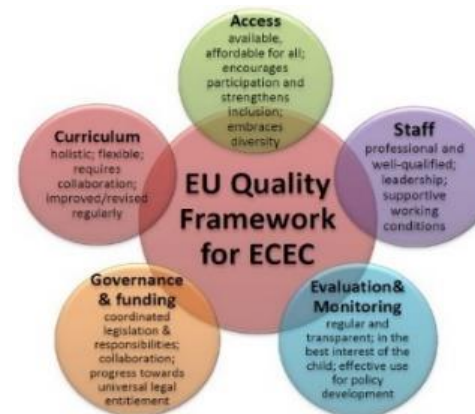 Access
available,
affordable for all;
encourages
participation and
strengthens
inclusion;
embraces
diversity
Curriculum
holistic; flexible;
requires
collaboration;
improved/revised
regularly
Staff
professional and
well-qualified;
leadership;
supportive
working
conditions
EU Quality
Framework
for ECEC
Governance
& funding
coordinated
legislation &
responsibilities;
collaboration;
progress towards
universal legal
entitlement
Evaluation&
Monitoring
regular and
transparent; in the
best interest of the
child; effective use
for policy
development